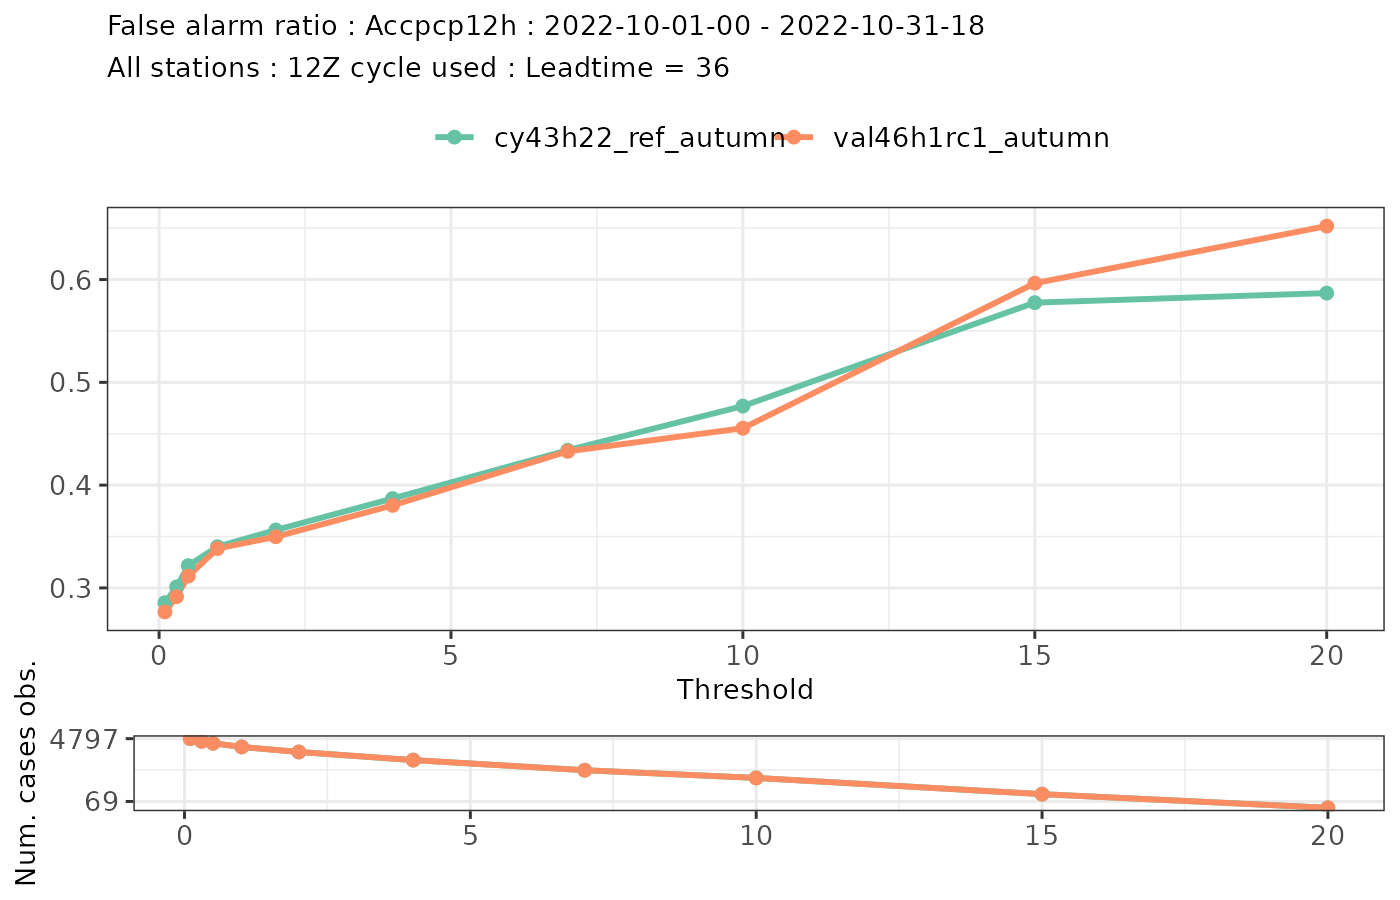 False alarm ratio : Accpcp12h : 2022-10-01-00 - 2022-10-31-18
All stations : 12Z cycle used : Leadtime = 36
cy43h22_ref_autumn val46h1rc1_autumn
0.6
0.5
0.4
0.3
0 5 10 15 20
Threshold
Num. cases obs.
4797
69
0 5 10 15 20